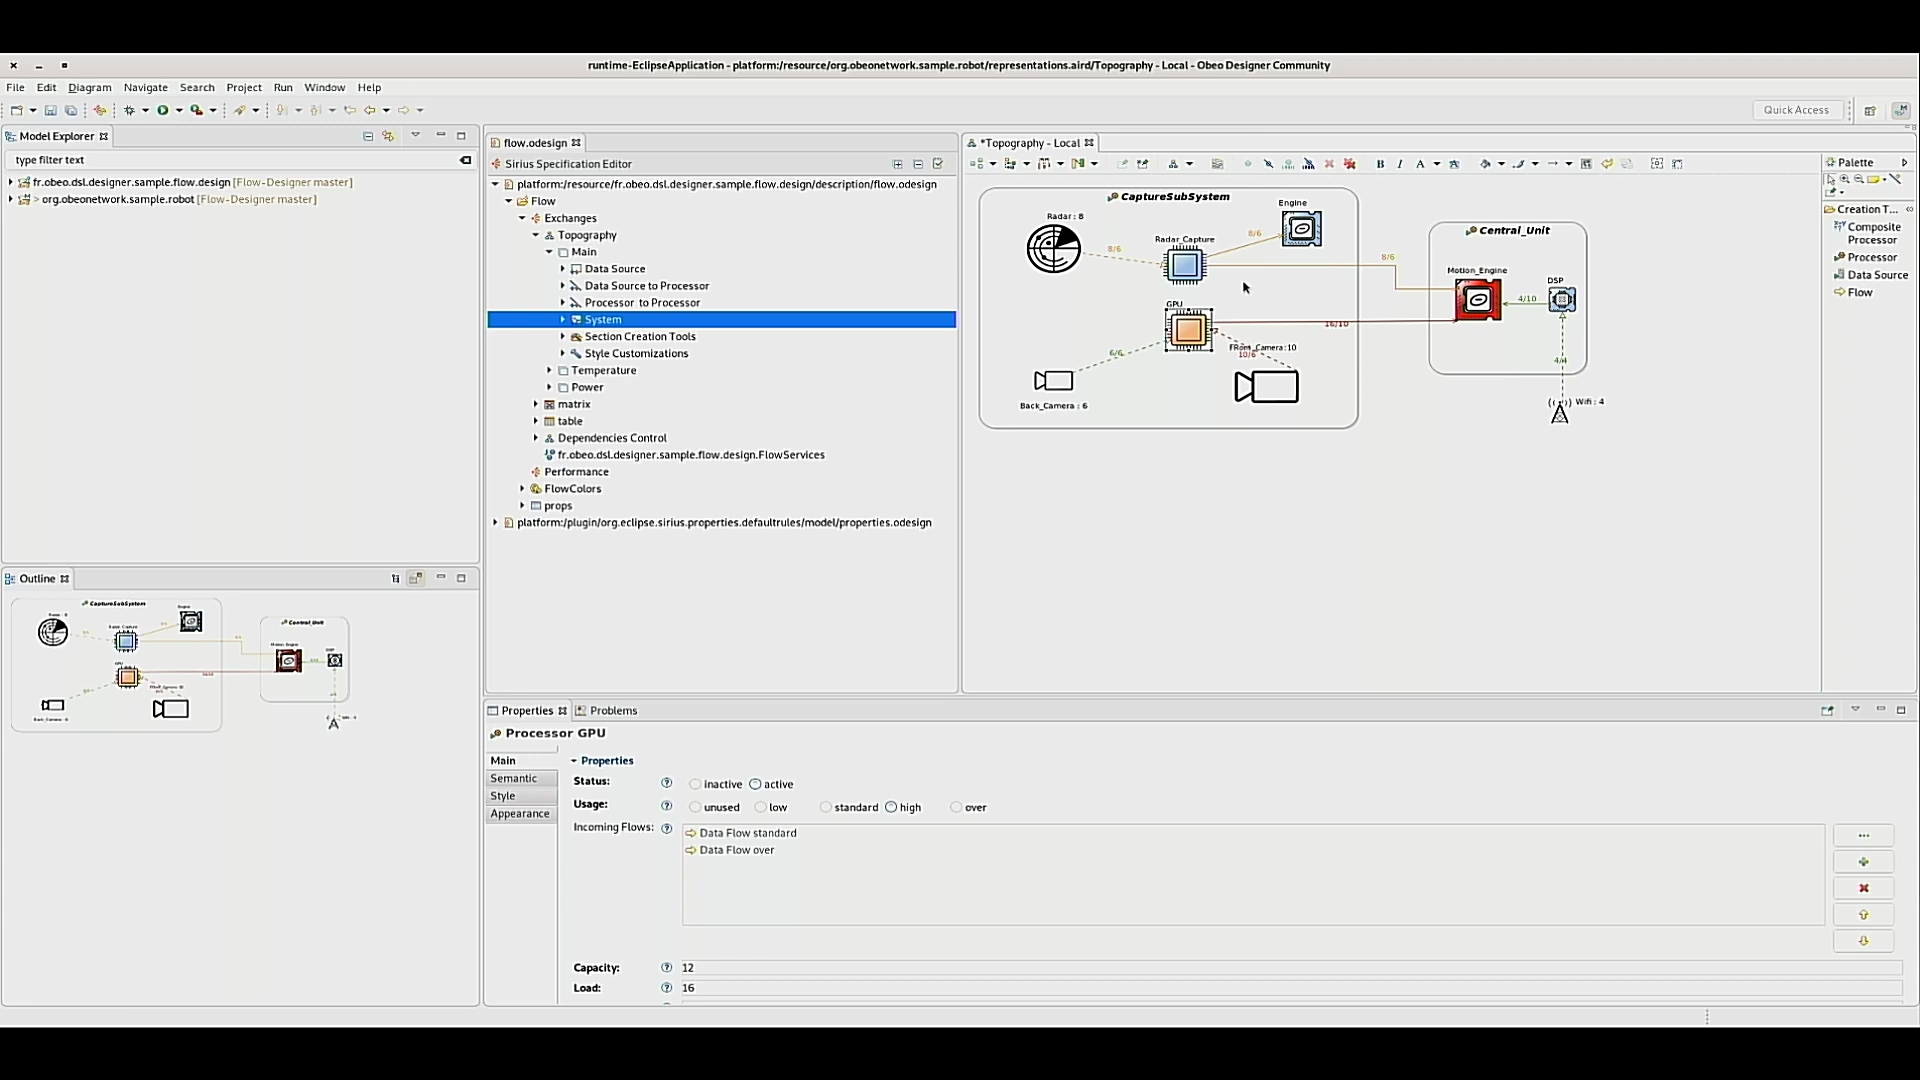 runtime-EclipseApplication - platform:/resource/org.obeonetwork.sample.robot/representations.aird/Topography - Local - Obeo Designer Community
File Edit Diagram Navigate Search Project Run Window Help
Quick Access
Model Explorer
type filter text
fr.obeo.dsl.designer.sample.flow.design [Flow-Designer master]
> org.obeonetwork.sample.robot [Flow-Designer master]
Outline
flow.odesign
Sirius Specification Editor
platform:/resource/fr.obeo.dsl.designer.sample.flow.design/description/flow.odesign
Flow
Exchanges
Topography
Main
Data Source
Data Source to Processor
Processor to Processor
System
Section Creation Tools
Style Customizations
Temperature
Power
matrix
table
Dependencies Control
fr.obeo.dsl.designer.sample.flow.design.FlowServices
Performance
FlowColors
props
platform:/plugin/org.eclipse.sirius.properties.defaultrules/model/properties.odesign
*Topography - Local
CaptureSubSystem
Engine
Radar : 8
Radar_Capture
8/6
8/6
8/6
Central_Unit
Motion_Engine
DSP
4/10
GPU
16/10
FRont_Camera:10
10/6
6/6
4/4
Back_Camera : 6
Wifi : 4
Palette
Creation T...
Composite
Processor
Processor
Data Source
Flow
Properties Problems
Processor GPU
Main
Semantic
Style
Appearance
Properties
Status: inactive active
Usage: unused low standard high over
Incoming Flows:
Data Flow standard
Data Flow over
Capacity: 12
Load: 16